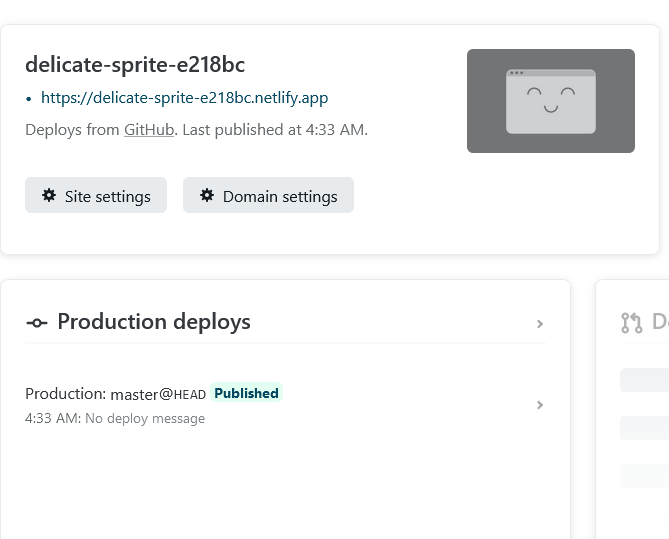 delicate-sprite-e218bc
https://delicate-sprite-e218bc.netlify.app
Deploys from GitHub. Last published at 4:33 AM.
Site settings
Domain settings
Production deploys
Production: master@HEAD Published
4:33 AM: No deploy message